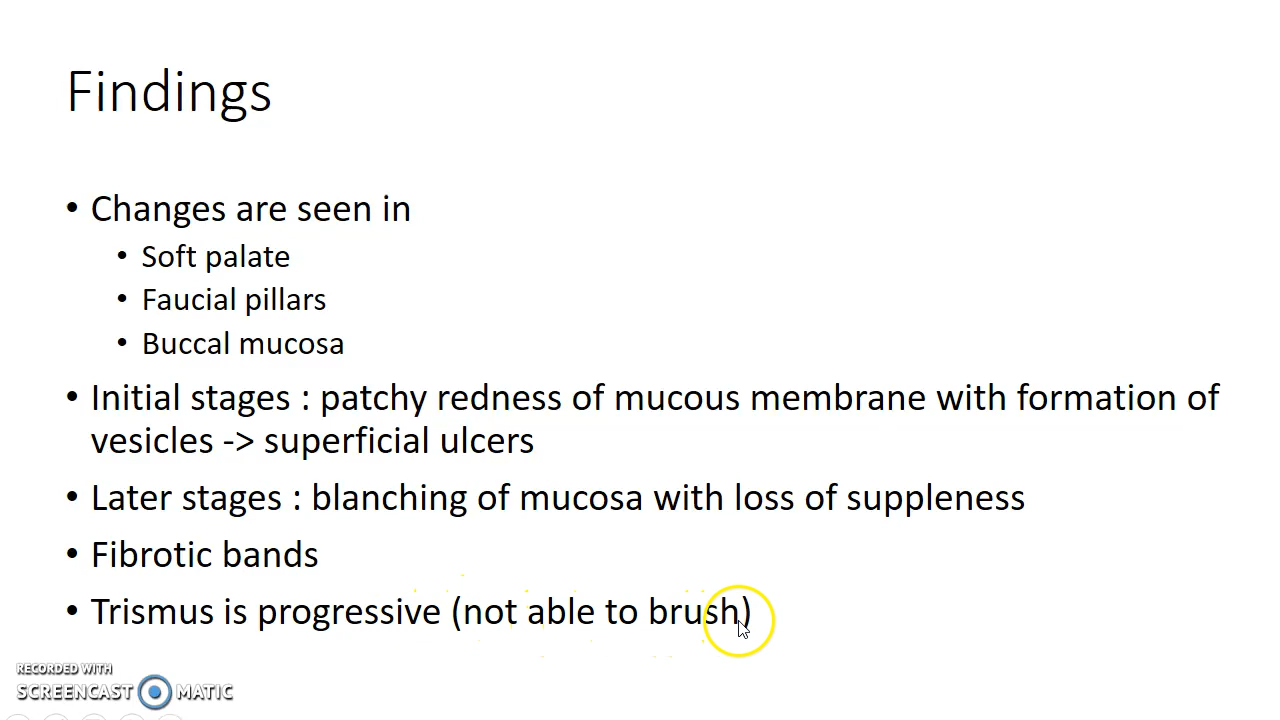 Findings
• Changes are seen in
• Soft palate
• Faucial pillars
• Buccal mucosa
• Initial stages : patchy redness of mucous membrane with formation of
vesicles -> superficial ulcers
• Later stages : blanching of mucosa with loss of suppleness
• Fibrotic bands
• Trismus is progressive (not able to brush)
RECORDED WITH
SCREENCAST MATIC